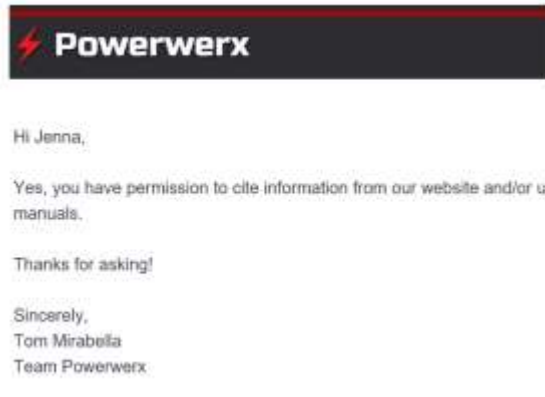 Powerwerx
Hi Jenna,
Yes, you have permission to cite information from our website and/or
manuals.
Thanks for asking!
Sincerely,
Tom Mirabella
Team Powerwerx